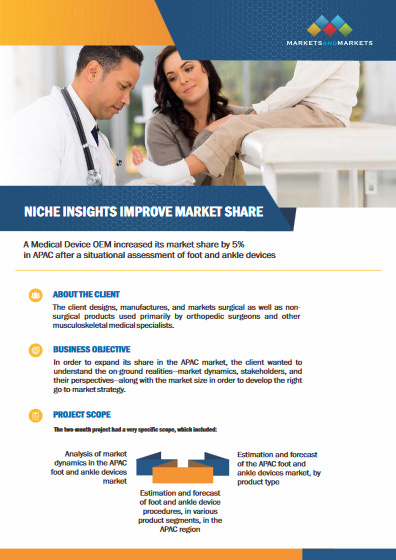 MARKETSANDMARKETS
NICHE INSIGHTS IMPROVE MARKET SHARE
A Medical Device OEM increased its market share by 5%
in APAC after a situational assessment of foot and ankle devices
ABOUT THE CLIENT
The client designs, manufactures, and markets surgical as well as non-
surgical products used primarily by orthopedic surgeons and other
musculoskeletal medical specialists.
BUSINESS OBJECTIVE
In order to expand its share in the APAC market, the client wanted to
understand the on-ground realities—market dynamics, stakeholders, and
their perspectives—along with the market size in order to develop the right
go to market strategy.
PROJECT SCOPE
The two-month project had a very specific scope, which included:
Analysis of market
dynamics in the APAC
foot and ankle devices
market
Estimation and forecast
of foot and ankle device
procedures, in various
product segments, in the
APAC region
Estimation and forecast
of the APAC foot and
ankle devices market, by
product type